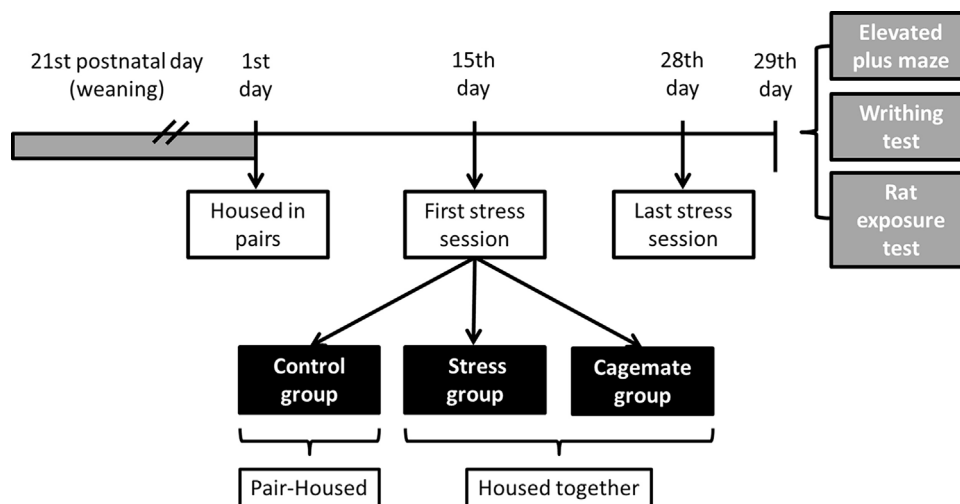 21st postnatal day
(weaning)
1st
day
15th
day
28th
day
29th
day
Elevated
plus maze
Writhing
test
Rat
exposure
test
Housed in
pairs
First stress
session
Last stress
session
Control
group
Stress
group
Cagemate
group
Pair-Housed
Housed together